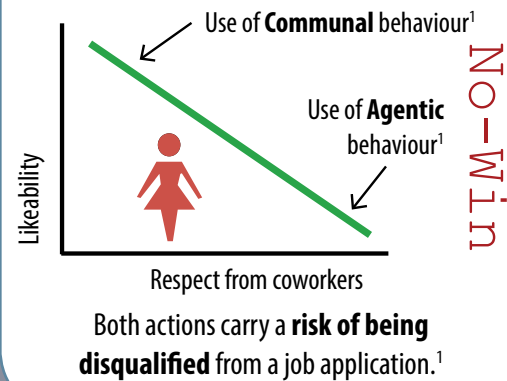 Use of Communal behaviour¹
Use of Agentic
behaviour¹
No-Win
Likeability
Respect from coworkers
Both actions carry a risk of being
disqualified from a job application.¹